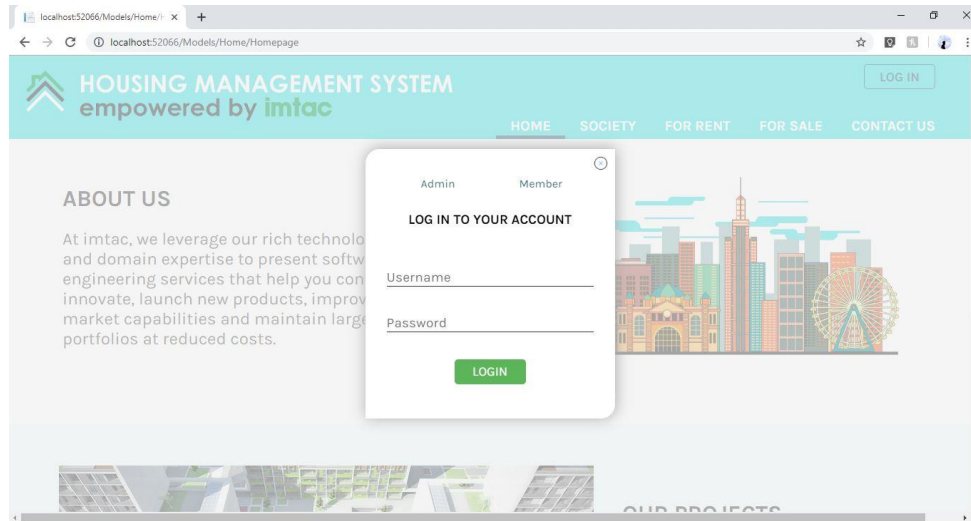 localhost:52066/Models/Home/H
localhost:52066/Models/Home/Homepage
HOUSING MANAGEMENT SYSTEM
empowered by imtac
LOG IN
HOME SOCIETY FOR RENT FOR SALE CONTACT US
Admin Member
LOG IN TO YOUR ACCOUNT
Username
Password
LOGIN
ABOUT US
At imtac, we leverage our rich technolo
and domain expertise to present softw
engineering services that help you con
innovate, launch new products, improv
market capabilities and maintain large
portfolios at reduced costs.
OUR PROJECTS